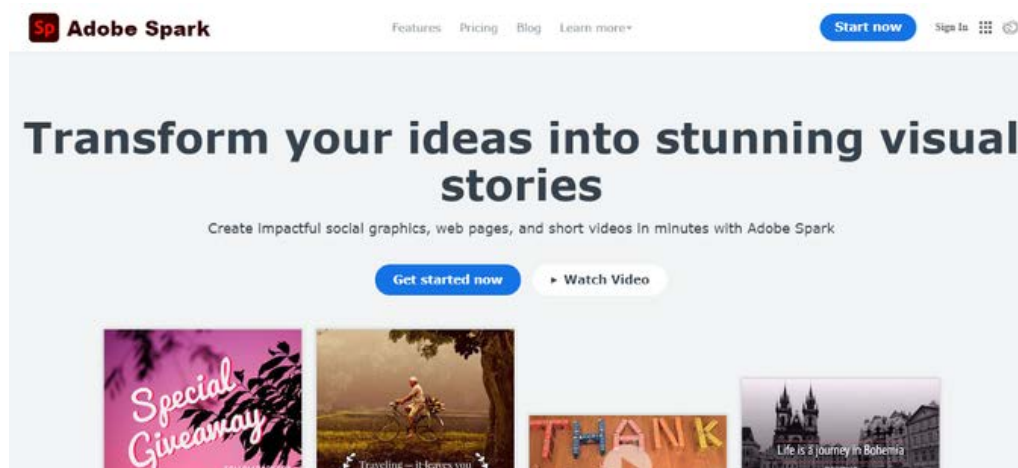 Sp Adobe Spark
Features Pricing Blog Learn more
Start now
Sign In
Transform your ideas into stunning visual
stories
Create impactful social graphics, web pages, and short videos in minutes with Adobe Spark
Get started now
Watch Video
Special
Giveaway
Traveling – it leaves you
THANK
Life is a journey in Bohemia